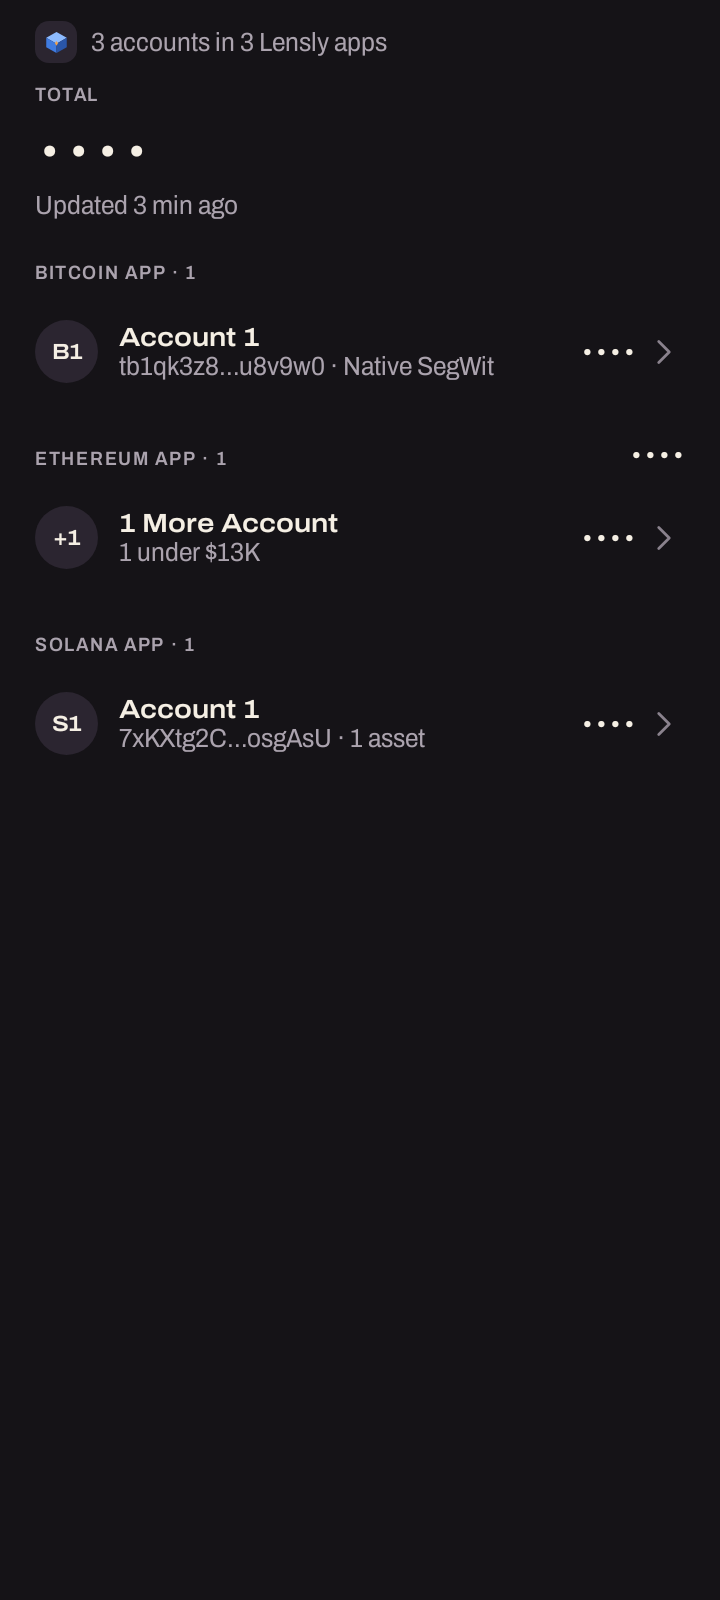 3 accounts in 3 Lensly apps
TOTAL
••••
Updated 3 min ago
BITCOIN APP · 1
B1
Account 1
tb1qk3z8...u8v9w0 · Native SegWit
••••
ETHEREUM APP · 1
••••
+1
1 More Account
1 under $13K
••••
SOLANA APP · 1
S1
Account 1
7xKXtg2C...osgAsU · 1 asset
••••